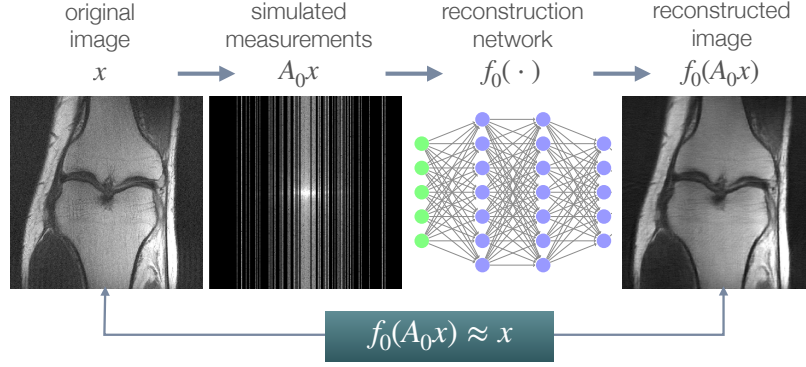 original image
simulated measurements
reconstruction network
reconstructed image
x
A₀x
f₀( · )
f₀(A₀x)
f₀(A₀x) ≈ x